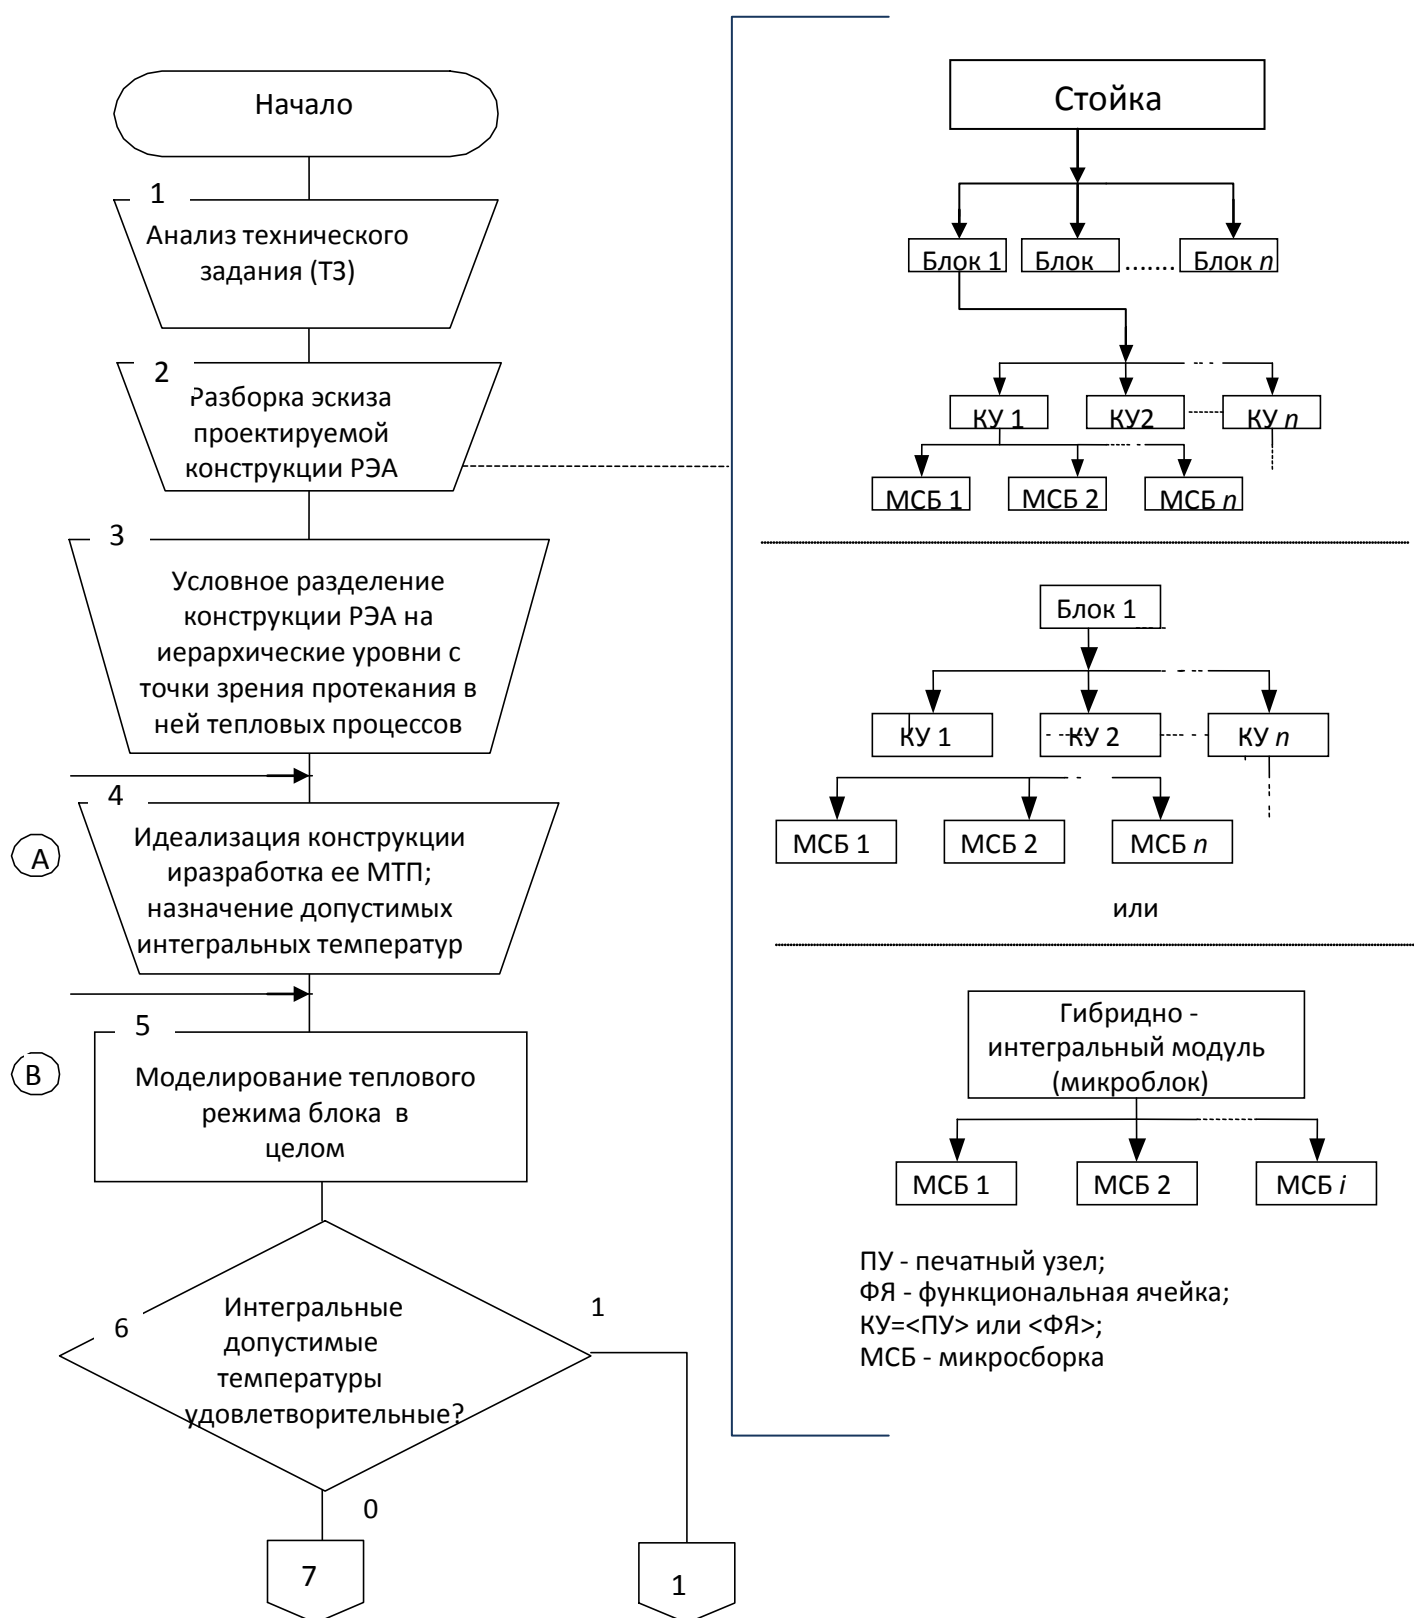 Начало
1
Анализ технического
задания (ТЗ)
2
Разборка эскиза
проектируемой
конструкции РЭА
3
Условное разделение
конструкции РЭА на
иерархические уровни с
точки зрения протекания в
ней тепловых процессов
4
А
Идеализация конструкции
иразработка ее МТП;
назначение допустимых
интегральных температур
5
В
Моделирование теплового
режима блока в
целом
6
Интегральные
допустимые
температуры
удовлетворительные?
1
0
7
1
Стойка
Блок 1 Блок ....... Блок n
КУ 1 КУ2 КУ n
МСБ 1 МСБ 2 МСБ n
Блок 1
КУ 1 КУ 2 КУ n
МСБ 1 МСБ 2 МСБ n
или
Гибридно -
интегральный модуль
(микроблок)
МСБ 1 МСБ 2 МСБ i
ПУ - печатный узел;
ФЯ - функциональная ячейка;
КУ=<ПУ> или <ФЯ>;
МСБ - микросборка